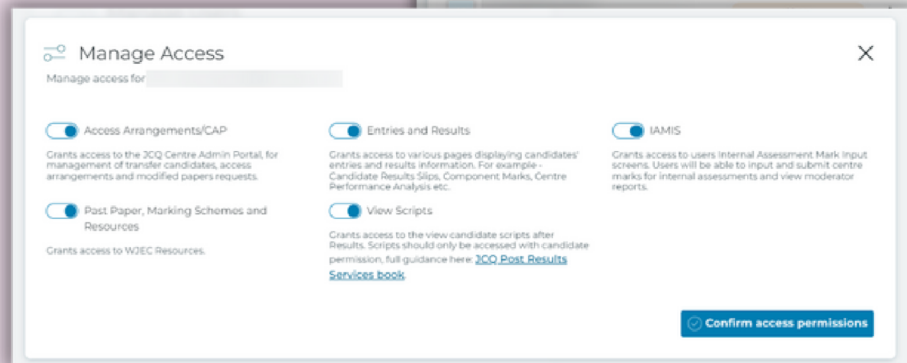 Manage Access
Manage access for
Access Arrangements/CAP
Grants access to the JCQ Centre Admin Portal, for
management of transfer candidates, access
arrangements and modified papers requests.
Entries and Results
Grants access to various pages displaying candidates'
entries and results information. For example -
Candidate Results Slips, Component Marks, Centre
Performance Analysis etc.
IAMIS
Grants access to users Internal Assessment Mark Input
screens. Users will be able to input and submit centre
marks for internal assessments and view moderator
reports.
Past Paper, Marking Schemes and
Resources
Grants access to WJEC Resources.
View Scripts
Grants access to the view candidate scripts after
Results. Scripts should only be accessed with candidate
permission, full guidance here: JCQ Post Results
Services book
Confirm access permissions